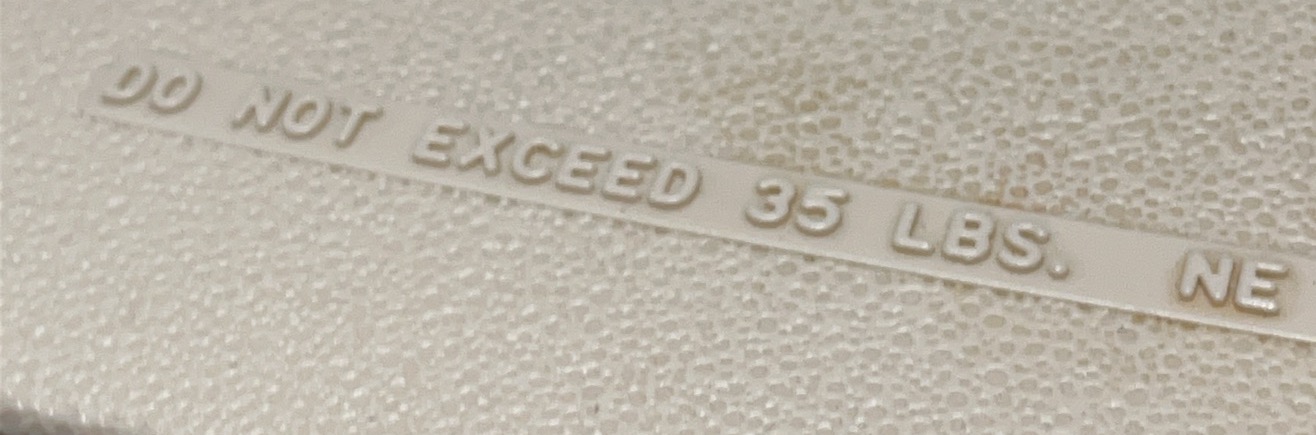 DO NOT EXCEED 35 LBS. NE